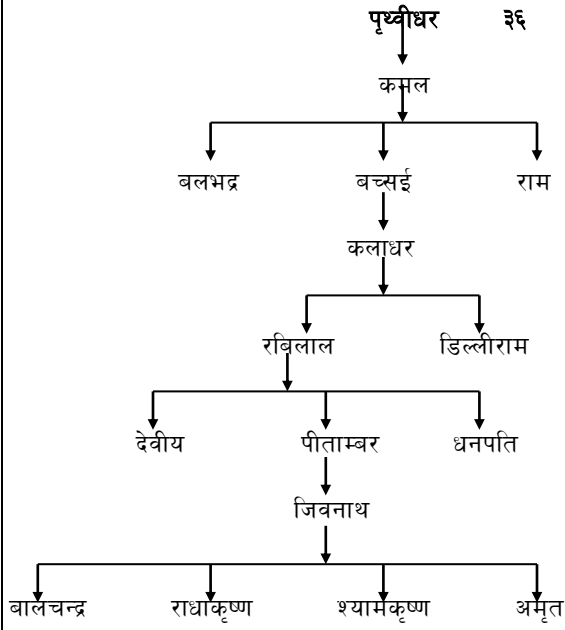 पृथ्वीधर ३६
कमल
बलभद्र बच्सई राम
कलाधर
रबिलाल डिल्लीराम
देवीय पीताम्बर धनपति
जिवनाथ
बालचन्द्र राधाकृष्ण श्यामकृष्ण अमृत